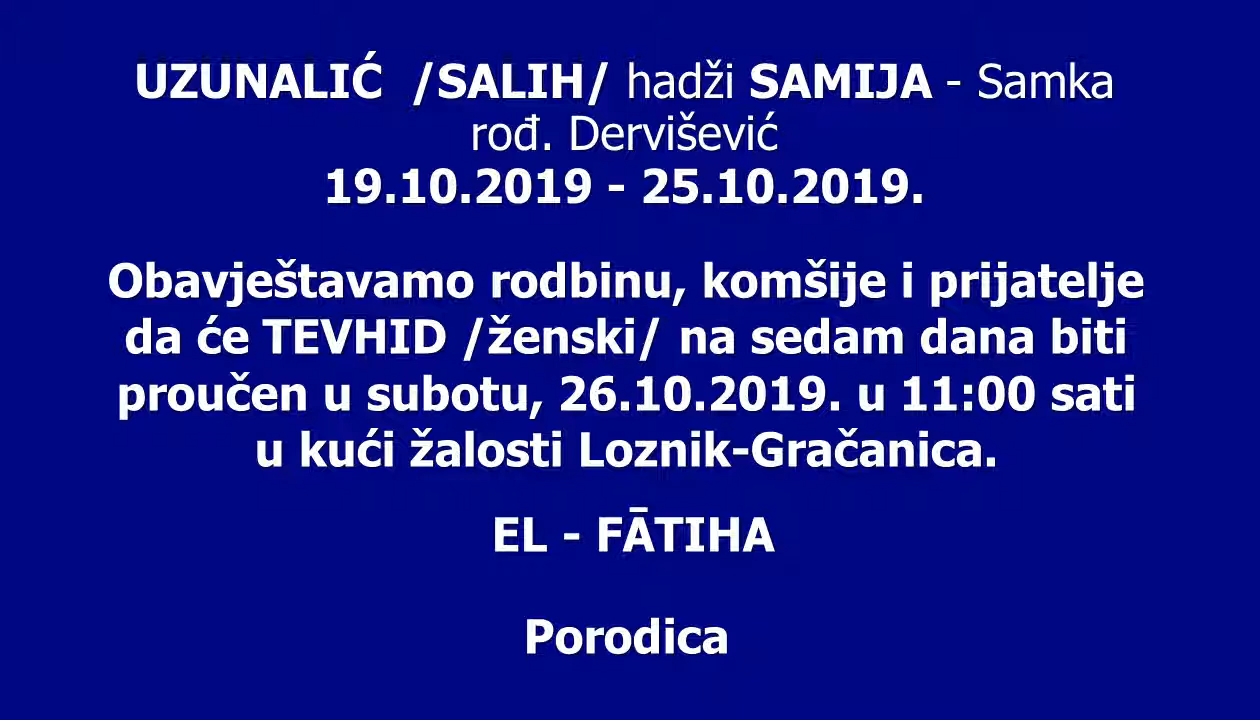 UZUNALIĆ /SALIH/ hadži SAMIJA - Samka
rođ. Dervišević
19.10.2019 - 25.10.2019.
Obavještavamo rodbinu, komšije i prijatelje
da će TEVHID /ženski/ na sedam dana biti
proučen u subotu, 26.10.2019. u 11:00 sati
u kući žalosti Loznik-Gračanica.
EL - FĀTIHA
Porodica